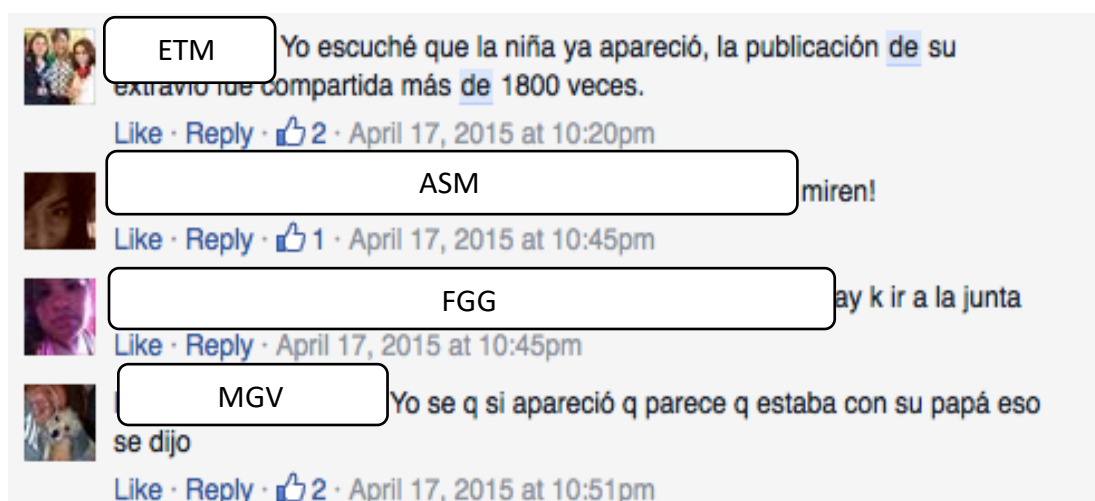 ETM Yo escuché que la niña ya apareció, la publicación de su
extravío fue compartida más de 1800 veces.
Like · Reply · 2 · April 17, 2015 at 10:20pm
ASM miren!
Like · Reply · 1 · April 17, 2015 at 10:45pm
FGG ay k ir a la junta
Like · Reply · April 17, 2015 at 10:45pm
MGV Yo se q si apareció q parece q estaba con su papá eso
se dijo
Like · Reply · 2 · April 17, 2015 at 10:51pm